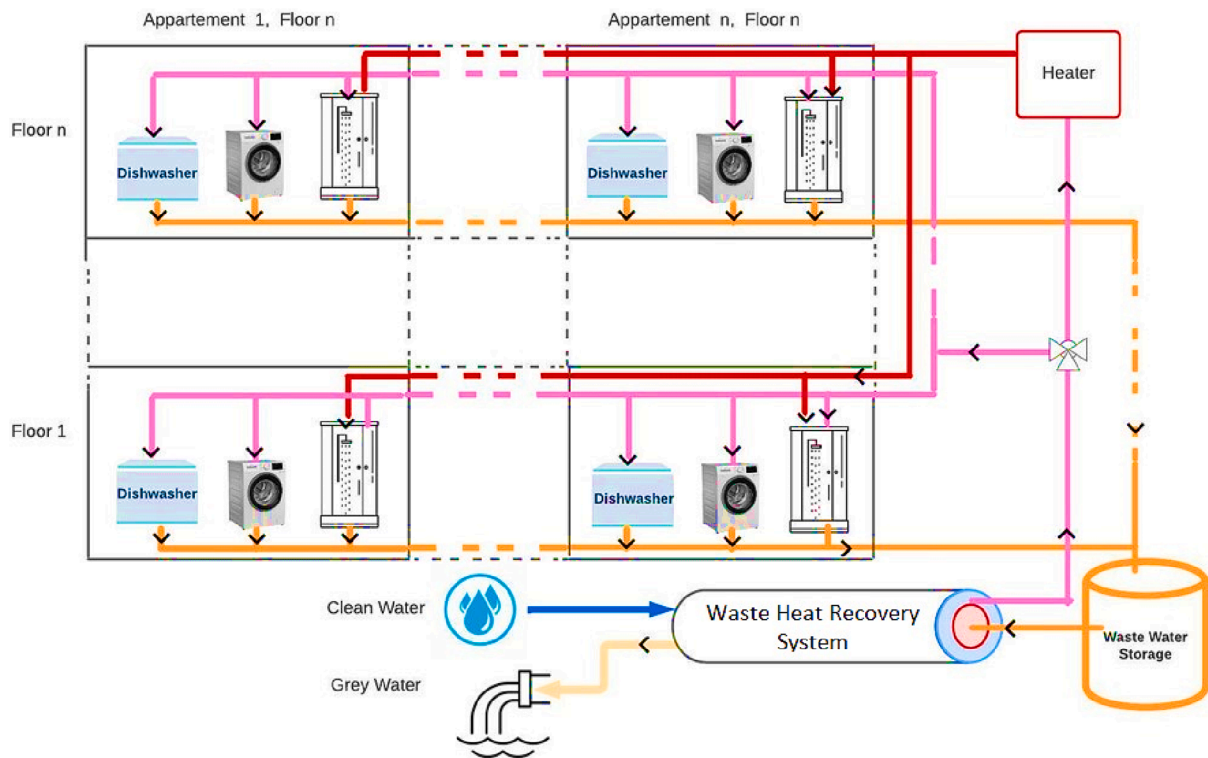 Appartement 1, Floor n
Appartement n, Floor n
Heater
Floor n
Dishwasher
Dishwasher
Floor 1
Dishwasher
Dishwasher
Clean Water
Waste Heat Recovery
System
Waste Water
Storage
Grey Water